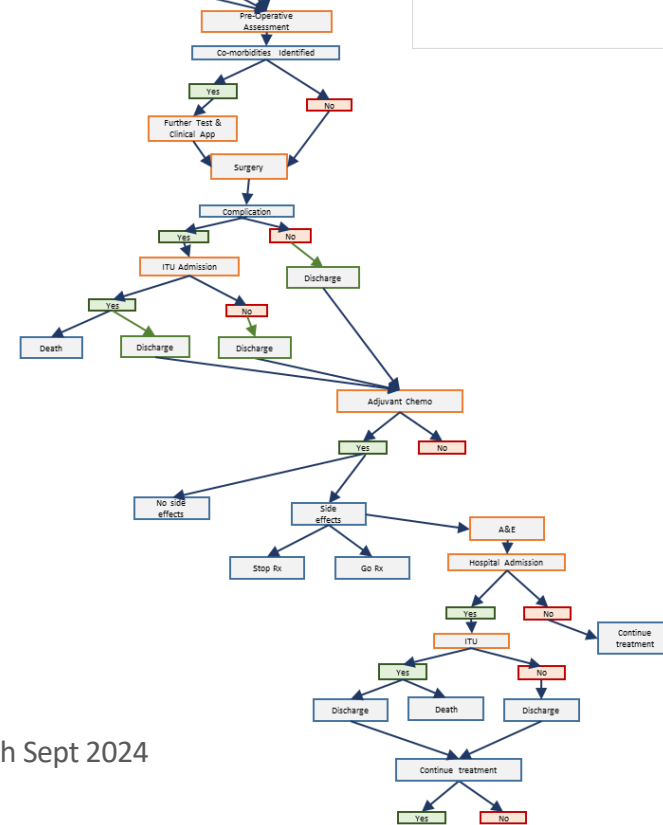 Pre-Operative
Assessment
Co-morbidities Identified
Yes
No
Further Test &
Clinical App
Surgery
Complication
Yes
No
ITU Admission
Discharge
Yes
No
Death
Discharge
Discharge
Adjuvant Chemo
Yes
No
No side
effects
Side
effects
A&E
Stop Rx
Go Rx
Hospital Admission
Yes
No
Continue
treatment
ITU
Yes
No
Discharge
Death
Discharge
h Sept 2024
Continue treatment
Yes
No